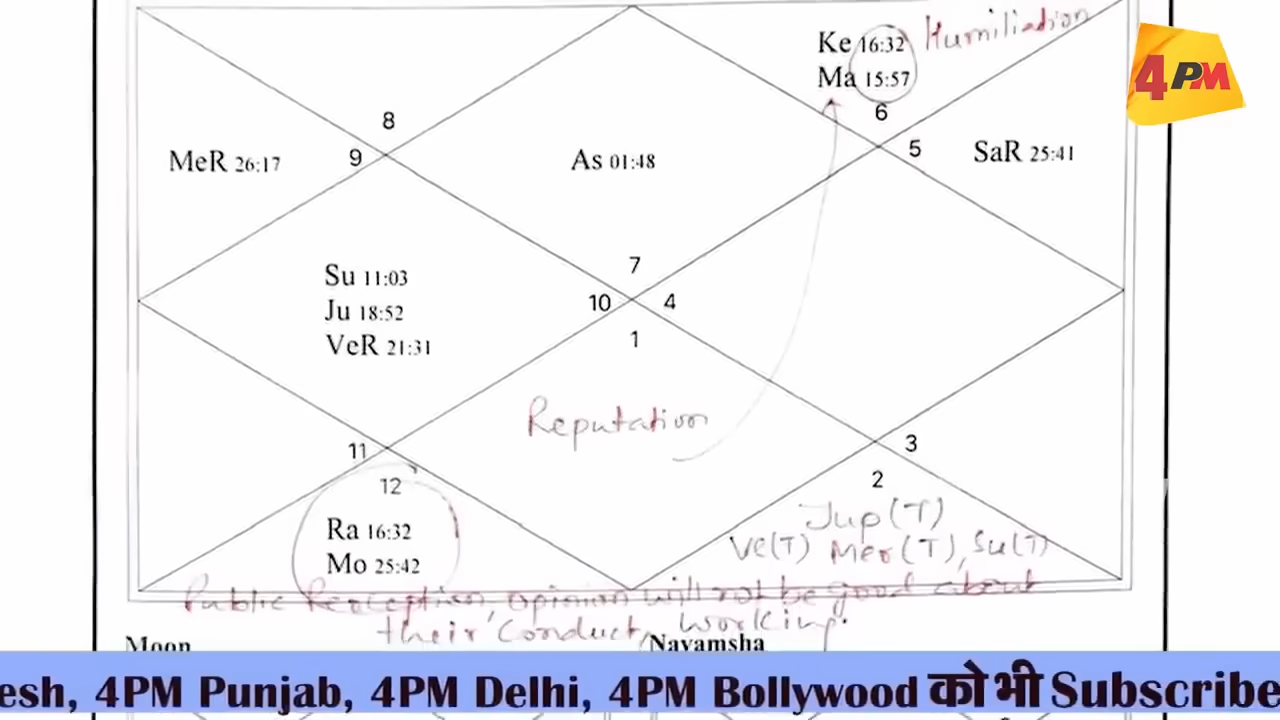 Ke 16:32 Humiliation
Ma 15:57
4PM
8
6
MeR 26:17
9
As 01:48
5
SaR 25:41
7
Su 11:03
Ju 18:52
VeR 21:31
10
4
1
Reputation
11
3
12
2
Ra 16:32
Mo 25:42
Jup (T)
Ve(T) Mer (T), Su(T)
Public Perception, opinion will not be good about
their conduct, working.
Moon
Navamsha
esh, 4PM Punjab, 4PM Delhi, 4PM Bollywood को भी Subscribe